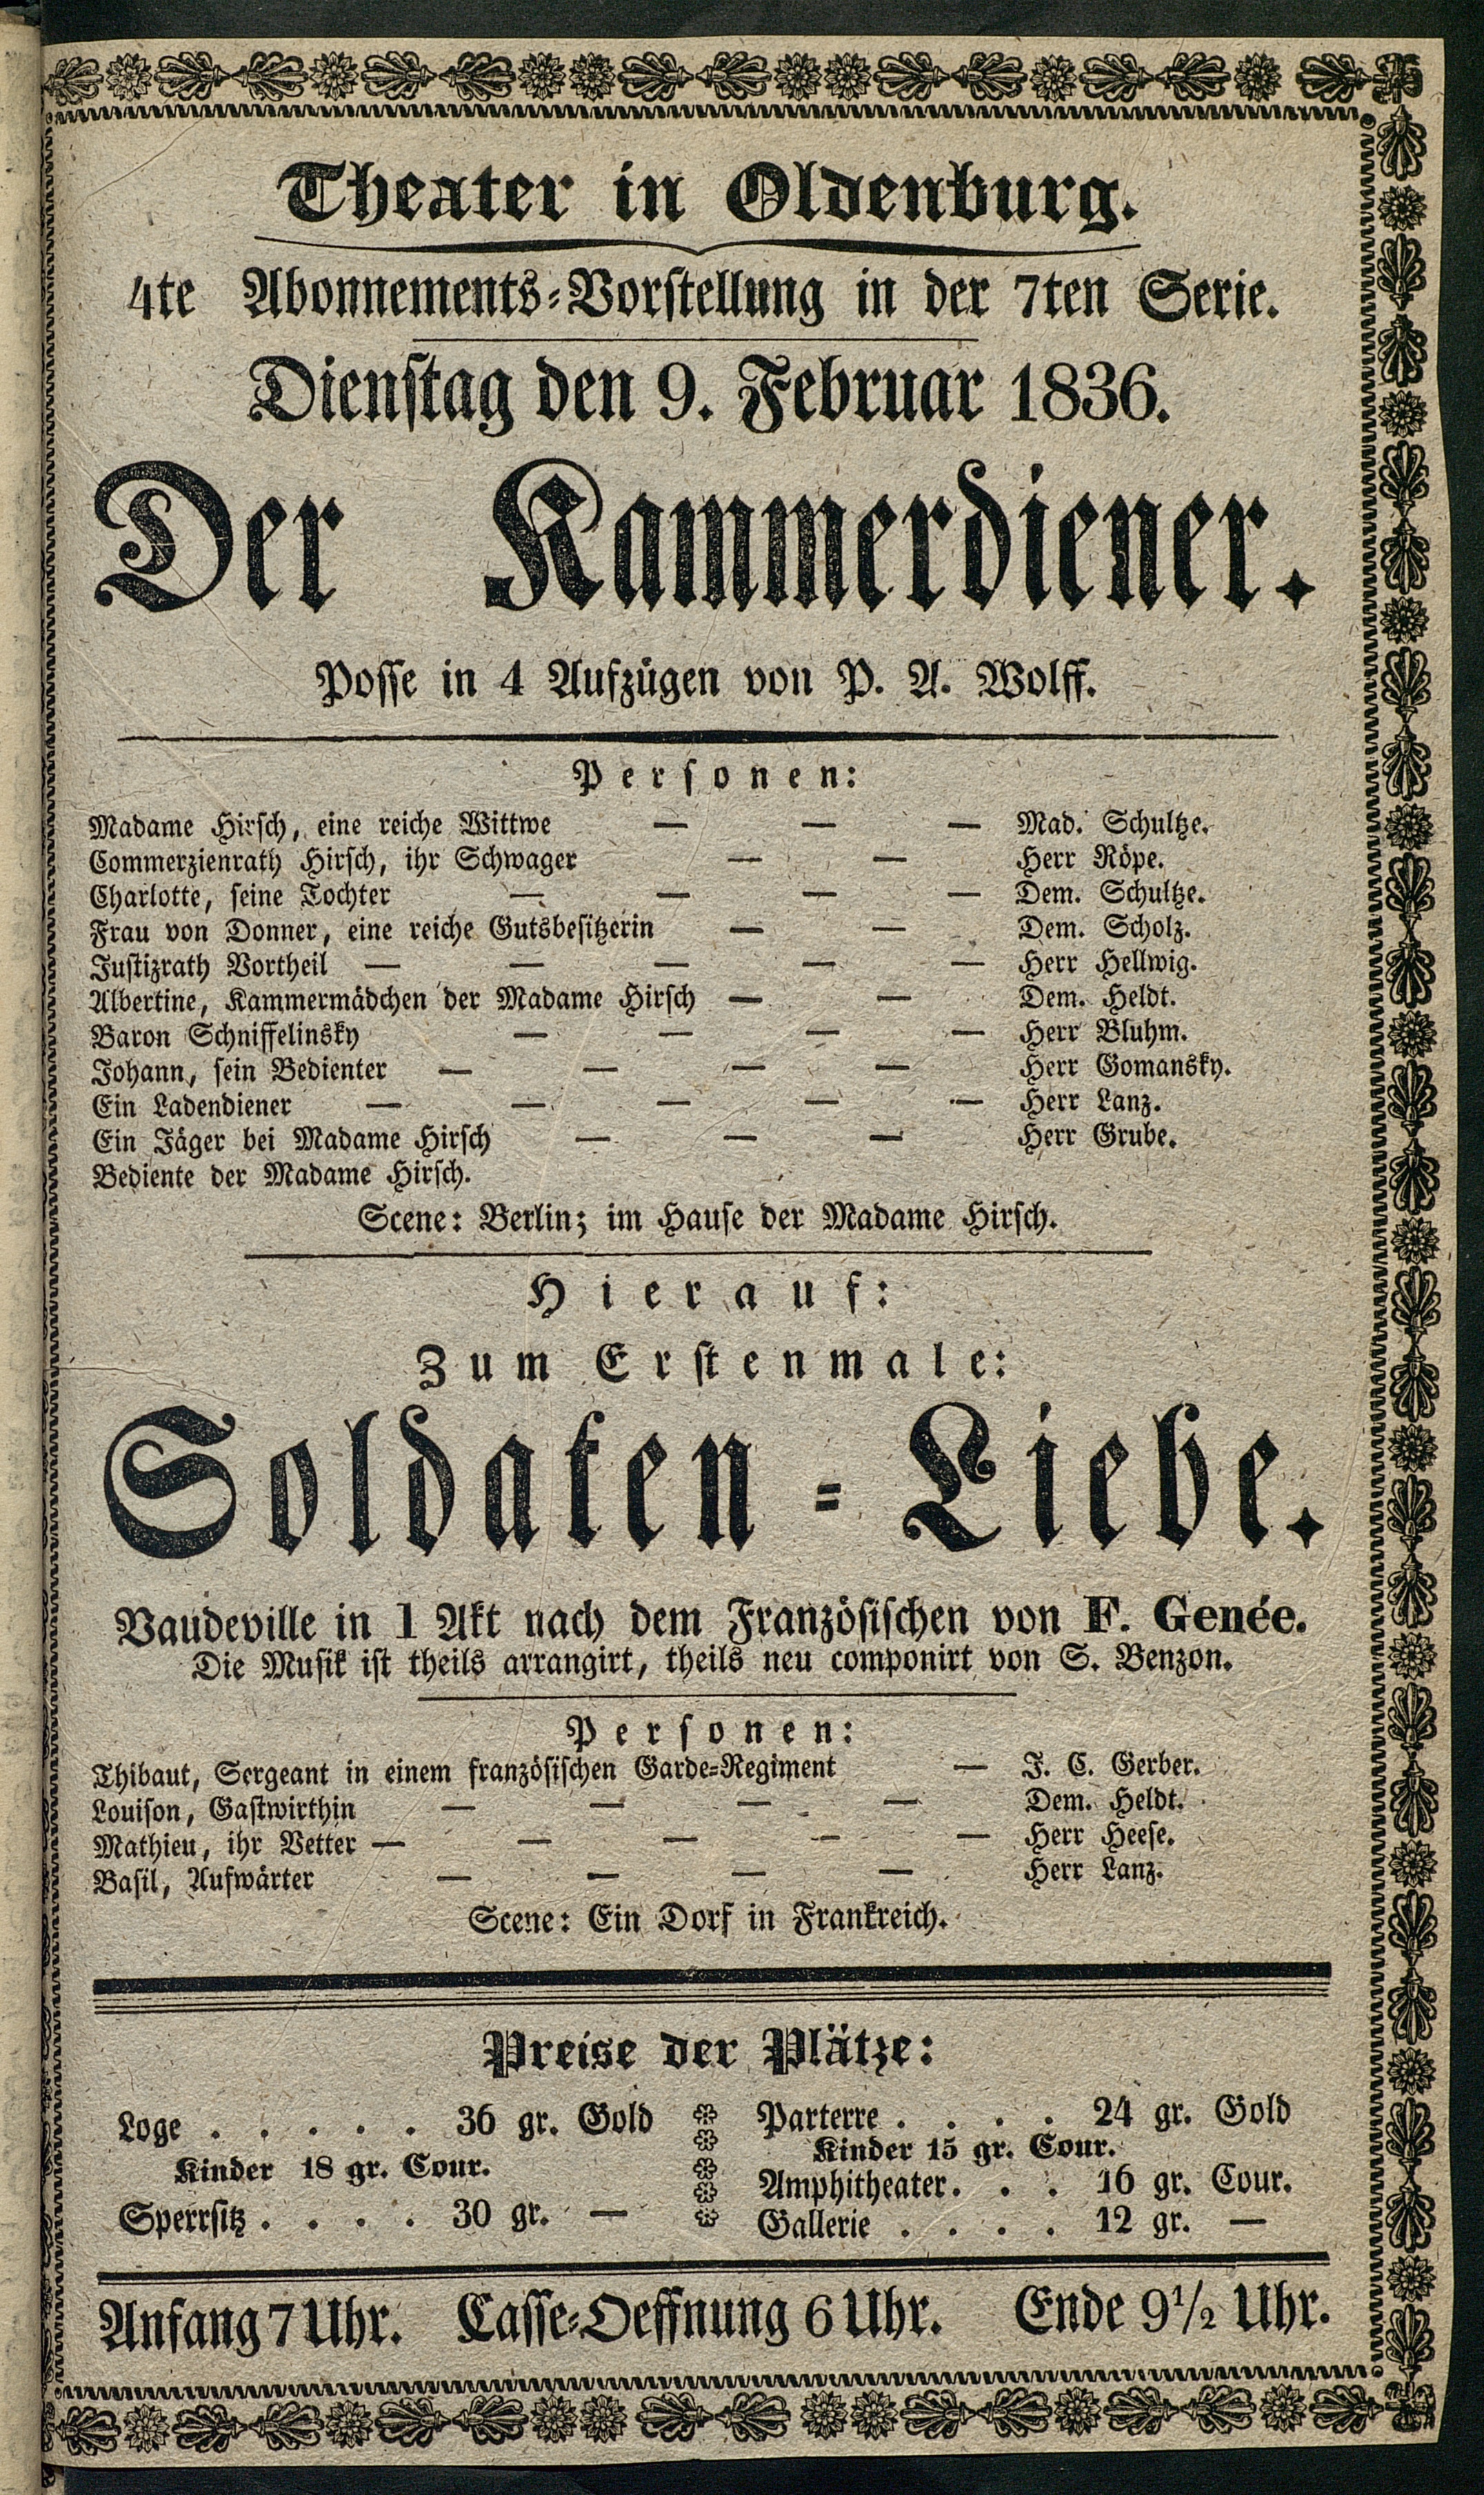 Theater in Oldenburg.
4te Abonnements-Vorstellung in der 7ten Serie.
Dienstag den 9. Februar 1836.
Der Kammerdiener.
Posse in 4 Aufzügen von P. A. Wolff.
Personen:
Madame Hirsch, eine reiche Wittwe — — — Mad. Schultze.
Commerzienrath Hirsch, ihr Schwager — — Herr Röpe.
Charlotte, seine Tochter — — — — Dem. Schultze.
Frau von Donner, eine reiche Gutsbesitzerin — — Dem. Scholz.
Justizrath Vortheil — — — — — Herr Hellwig.
Albertine, Kammermädchen der Madame Hirsch — — Dem. Heldt.
Baron Schniffelinsky — — — — Herr Bluhm.
Johann, sein Bedienter — — — — Herr Gomansky.
Ein Ladendiener — — — — — Herr Lanz.
Ein Jäger bei Madame Hirsch — — — Herr Grube.
Bediente der Madame Hirsch.
Scene: Berlin; im Hause der Madame Hirsch.
Hierauf:
Zum Erstenmale:
Soldaten-Liebe.
Vaudeville in 1 Akt nach dem Französischen von F. Genée.
Die Musik ist theils arrangirt, theils neu componirt von S. Benzon.
Personen:
Thibaut, Sergeant in einem französischen Garde-Regiment — J. C. Gerber.
Louison, Gastwirthin — — — — Dem. Heldt.
Mathieu, ihr Vetter — — — — — Herr Heese.
Basil, Aufwärter — — — — Herr Lanz.
Scene: Ein Dorf in Frankreich.
Preise der Plätze:
Loge . . . . . 36 gr. Gold
Kinder 18 gr. Cour.
Sperrsitz . . . . 30 gr. —
Parterre . . . . 24 gr. Gold
Kinder 15 gr. Cour.
Amphitheater . . . 16 gr. Cour.
Gallerie . . . . 12 gr. —
Anfang 7 Uhr. Casse-Oeffnung 6 Uhr. Ende 9½ Uhr.